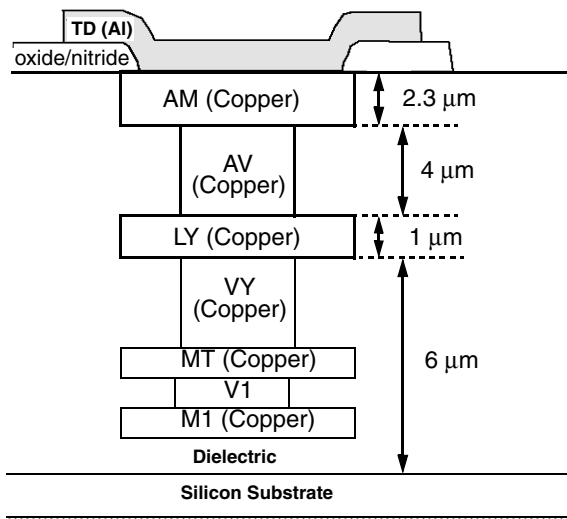 TD (Al)
oxide/nitride
AM (Copper)
2.3 μm
AV
(Copper)
4 μm
LY (Copper)
1 μm
VY
(Copper)
MT (Copper)
6 μm
V1
M1 (Copper)
Dielectric
Silicon Substrate